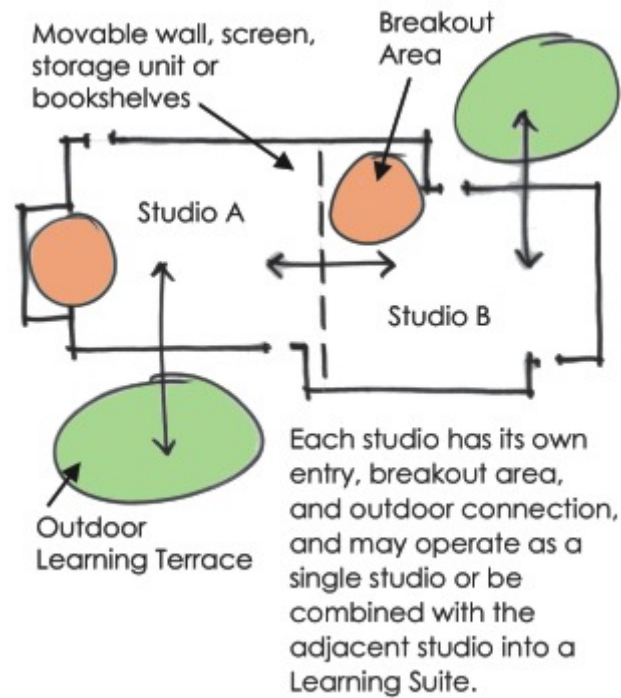 Movable wall, screen,
storage unit or
bookshelves
Breakout
Area
Studio A
Studio B
Outdoor
Learning Terrace
Each studio has its own
entry, breakout area,
and outdoor connection,
and may operate as a
single studio or be
combined with the
adjacent studio into a
Learning Suite.